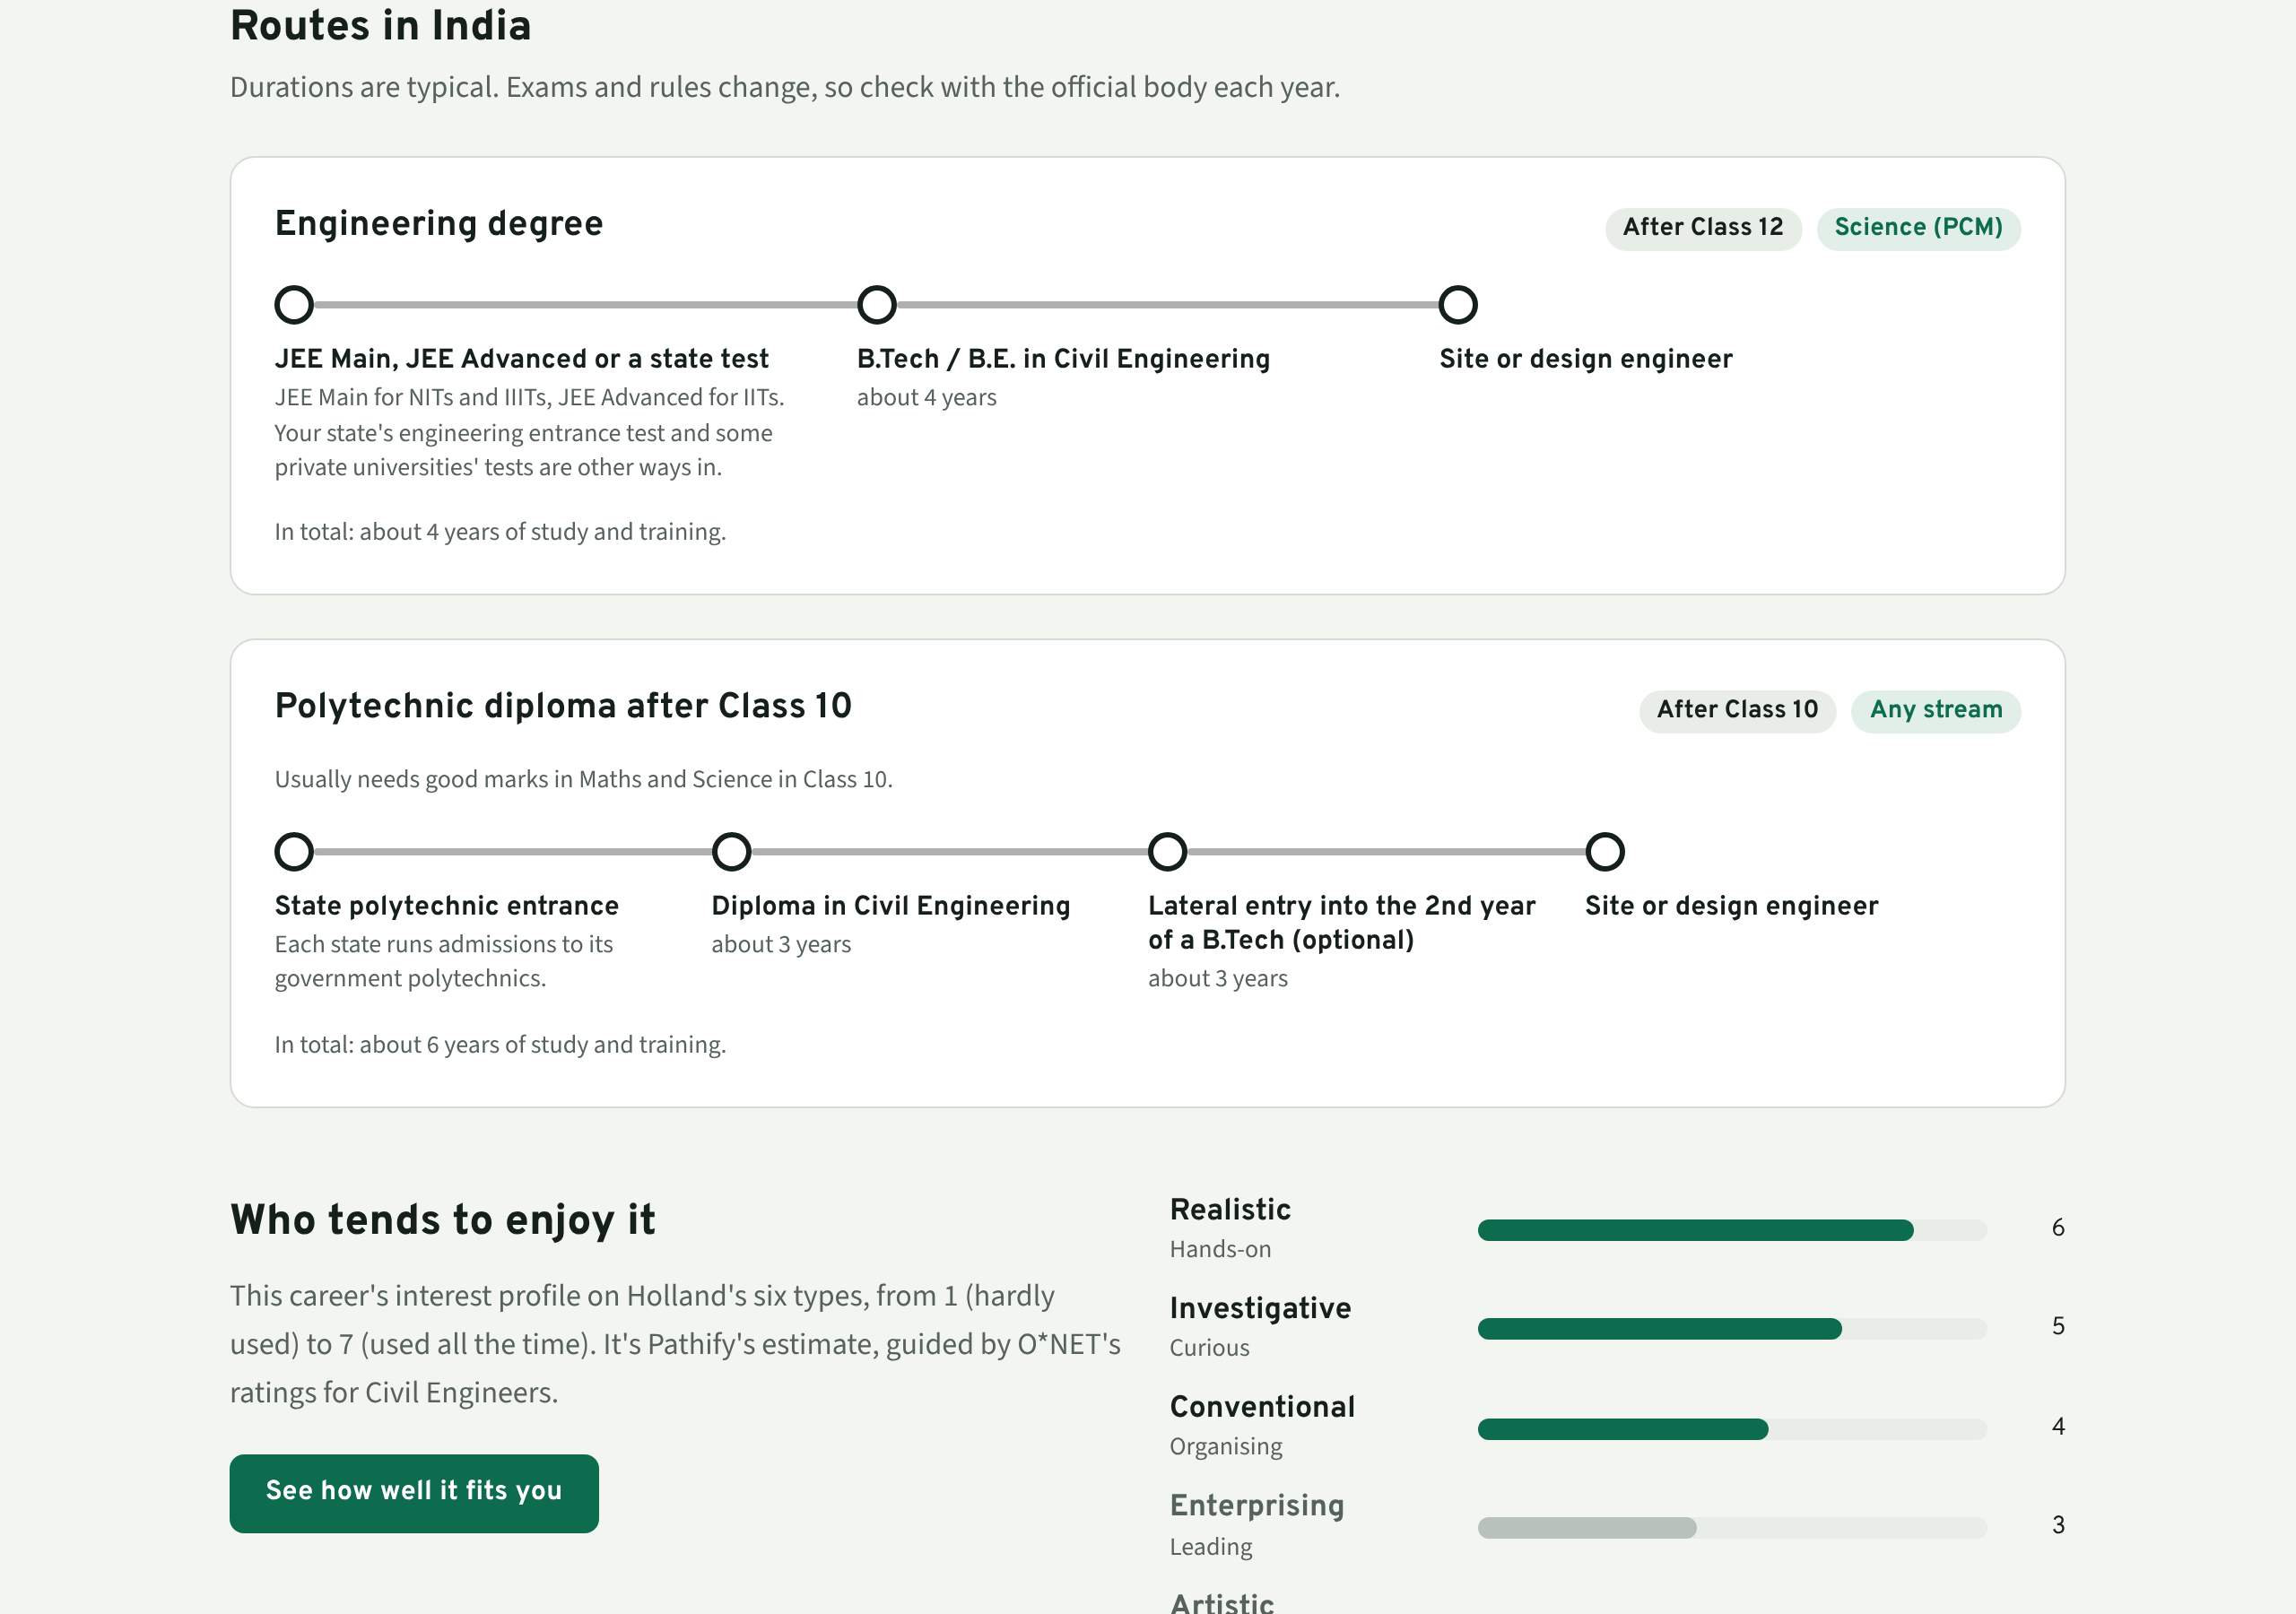 Routes in India
Durations are typical. Exams and rules change, so check with the official body each year.
Engineering degree
After Class 12
Science (PCM)
JEE Main, JEE Advanced or a state test
JEE Main for NITs and IIITs, JEE Advanced for IITs.
Your state's engineering entrance test and some
private universities' tests are other ways in.
B.Tech / B.E. in Civil Engineering
about 4 years
Site or design engineer
In total: about 4 years of study and training.
Polytechnic diploma after Class 10
After Class 10
Any stream
Usually needs good marks in Maths and Science in Class 10.
State polytechnic entrance
Each state runs admissions to its
government polytechnics.
Diploma in Civil Engineering
about 3 years
Lateral entry into the 2nd year
of a B.Tech (optional)
about 3 years
Site or design engineer
In total: about 6 years of study and training.
Who tends to enjoy it
This career's interest profile on Holland's six types, from 1 (hardly
used) to 7 (used all the time). It's Pathify's estimate, guided by O*NET's
ratings for Civil Engineers.
See how well it fits you
Realistic
Hands-on
6
Investigative
Curious
5
Conventional
Organising
4
Enterprising
Leading
3
Artistic